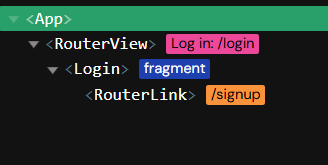 <App>
<RouterView> Log in: /login
<Login> fragment
<RouterLink> /signup